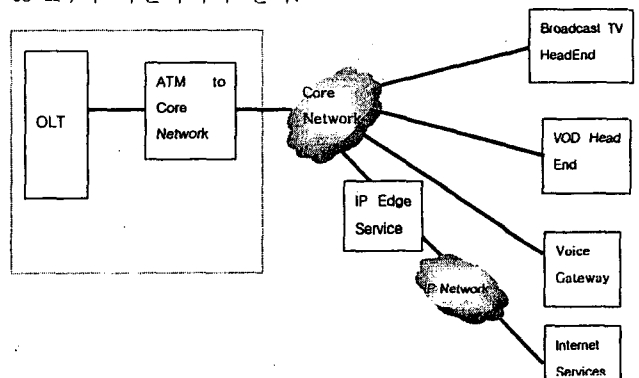 Broadcast TV
HeadEnd
ATM to
Core
Network
OLT
Core
Network
VOD Head
End
IP Edge
Service
Voice
Gateway
IP Network
Internet
Services